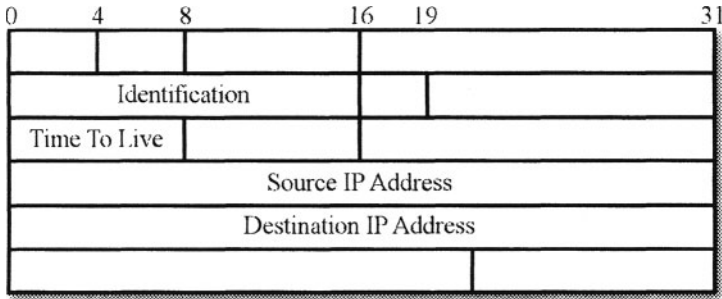 0 4 8 16 19 31
Identification
Time To Live
Source IP Address
Destination IP Address